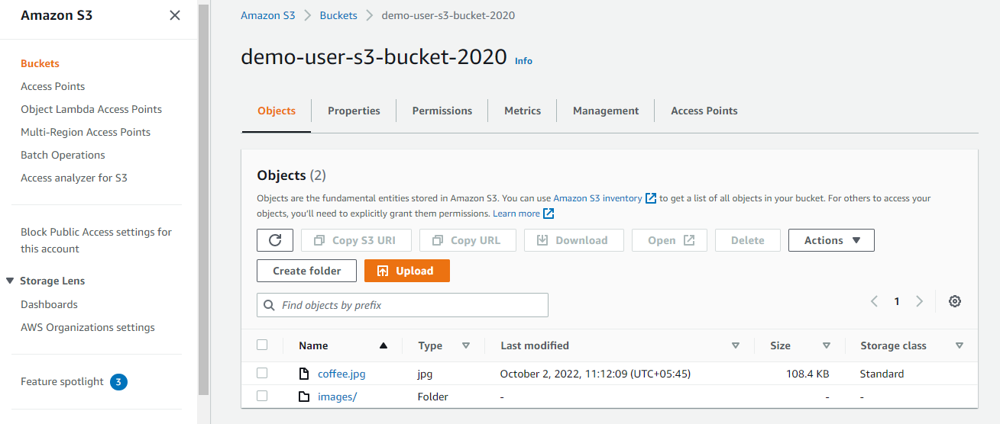 Amazon S3
Buckets
Access Points
Object Lambda Access Points
Multi-Region Access Points
Batch Operations
Access analyzer for S3
Block Public Access settings for
this account
Storage Lens
Dashboards
AWS Organizations settings
Feature spotlight 3
Amazon S3 Buckets demo-user-s3-bucket-2020
demo-user-s3-bucket-2020 Info
Objects Properties Permissions Metrics Management Access Points
Objects (2)
Objects are the fundamental entities stored in Amazon S3. You can use Amazon S3 inventory to get a list of all objects in your bucket. For others to access your
objects, you'll need to explicitly grant them permissions. Learn more
Copy S3 URI Copy URL Download Open Delete Actions
Create folder Upload
Find objects by prefix 1
Name Type Last modified Size Storage class
coffee.jpg jpg October 2, 2022, 11:12:09 (UTC+05:45) 108.4 KB Standard
images/ Folder - - -